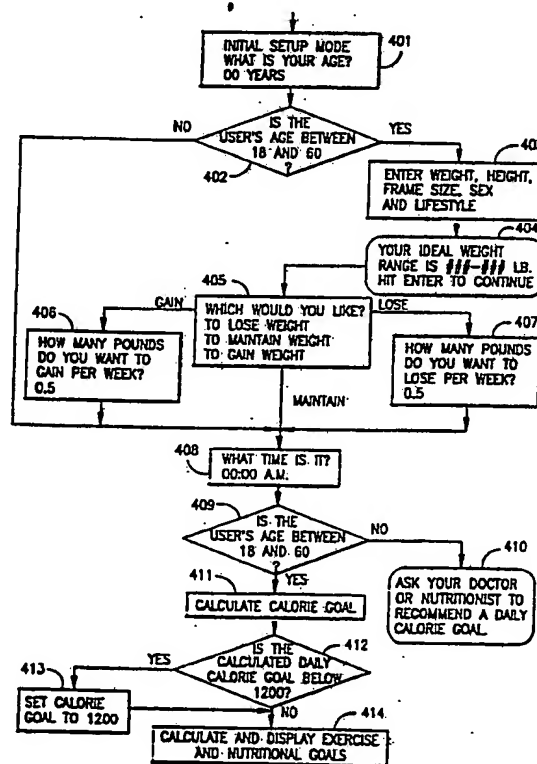 401
INITIAL SETUP MODE
WHAT IS YOUR AGE?
00 YEARS
NO
IS THE
USER'S AGE BETWEEN
18 AND 60
?
YES
402
403
ENTER WEIGHT, HEIGHT,
FRAME SIZE, SEX
AND LIFESTYLE
404
YOUR IDEAL WEIGHT
RANGE IS ###-### LB.
HIT ENTER TO CONTINUE
405
406
GAIN
WHICH WOULD YOU LIKE?
TO LOSE WEIGHT
TO MAINTAIN WEIGHT
TO GAIN WEIGHT
LOSE
407
HOW MANY POUNDS
DO YOU WANT TO
GAIN PER WEEK?
0.5
HOW MANY POUNDS
DO YOU WANT TO
LOSE PER WEEK?
0.5
MAINTAIN
408
WHAT TIME IS IT?
00:00 A.M.
409
IS THE
USER'S AGE BETWEEN
18 AND 60
?
NO
YES
410
ASK YOUR DOCTOR
OR NUTRITIONIST TO
RECOMMEND A DAILY
CALORIE GOAL
411
CALCULATE CALORIE GOAL
412
IS THE
CALCULATED DAILY
CALORIE GOAL BELOW
1200?
YES
NO
413
SET CALORIE
GOAL TO 1200
414
CALCULATE AND DISPLAY EXERCISE
AND NUTRITIONAL GOALS